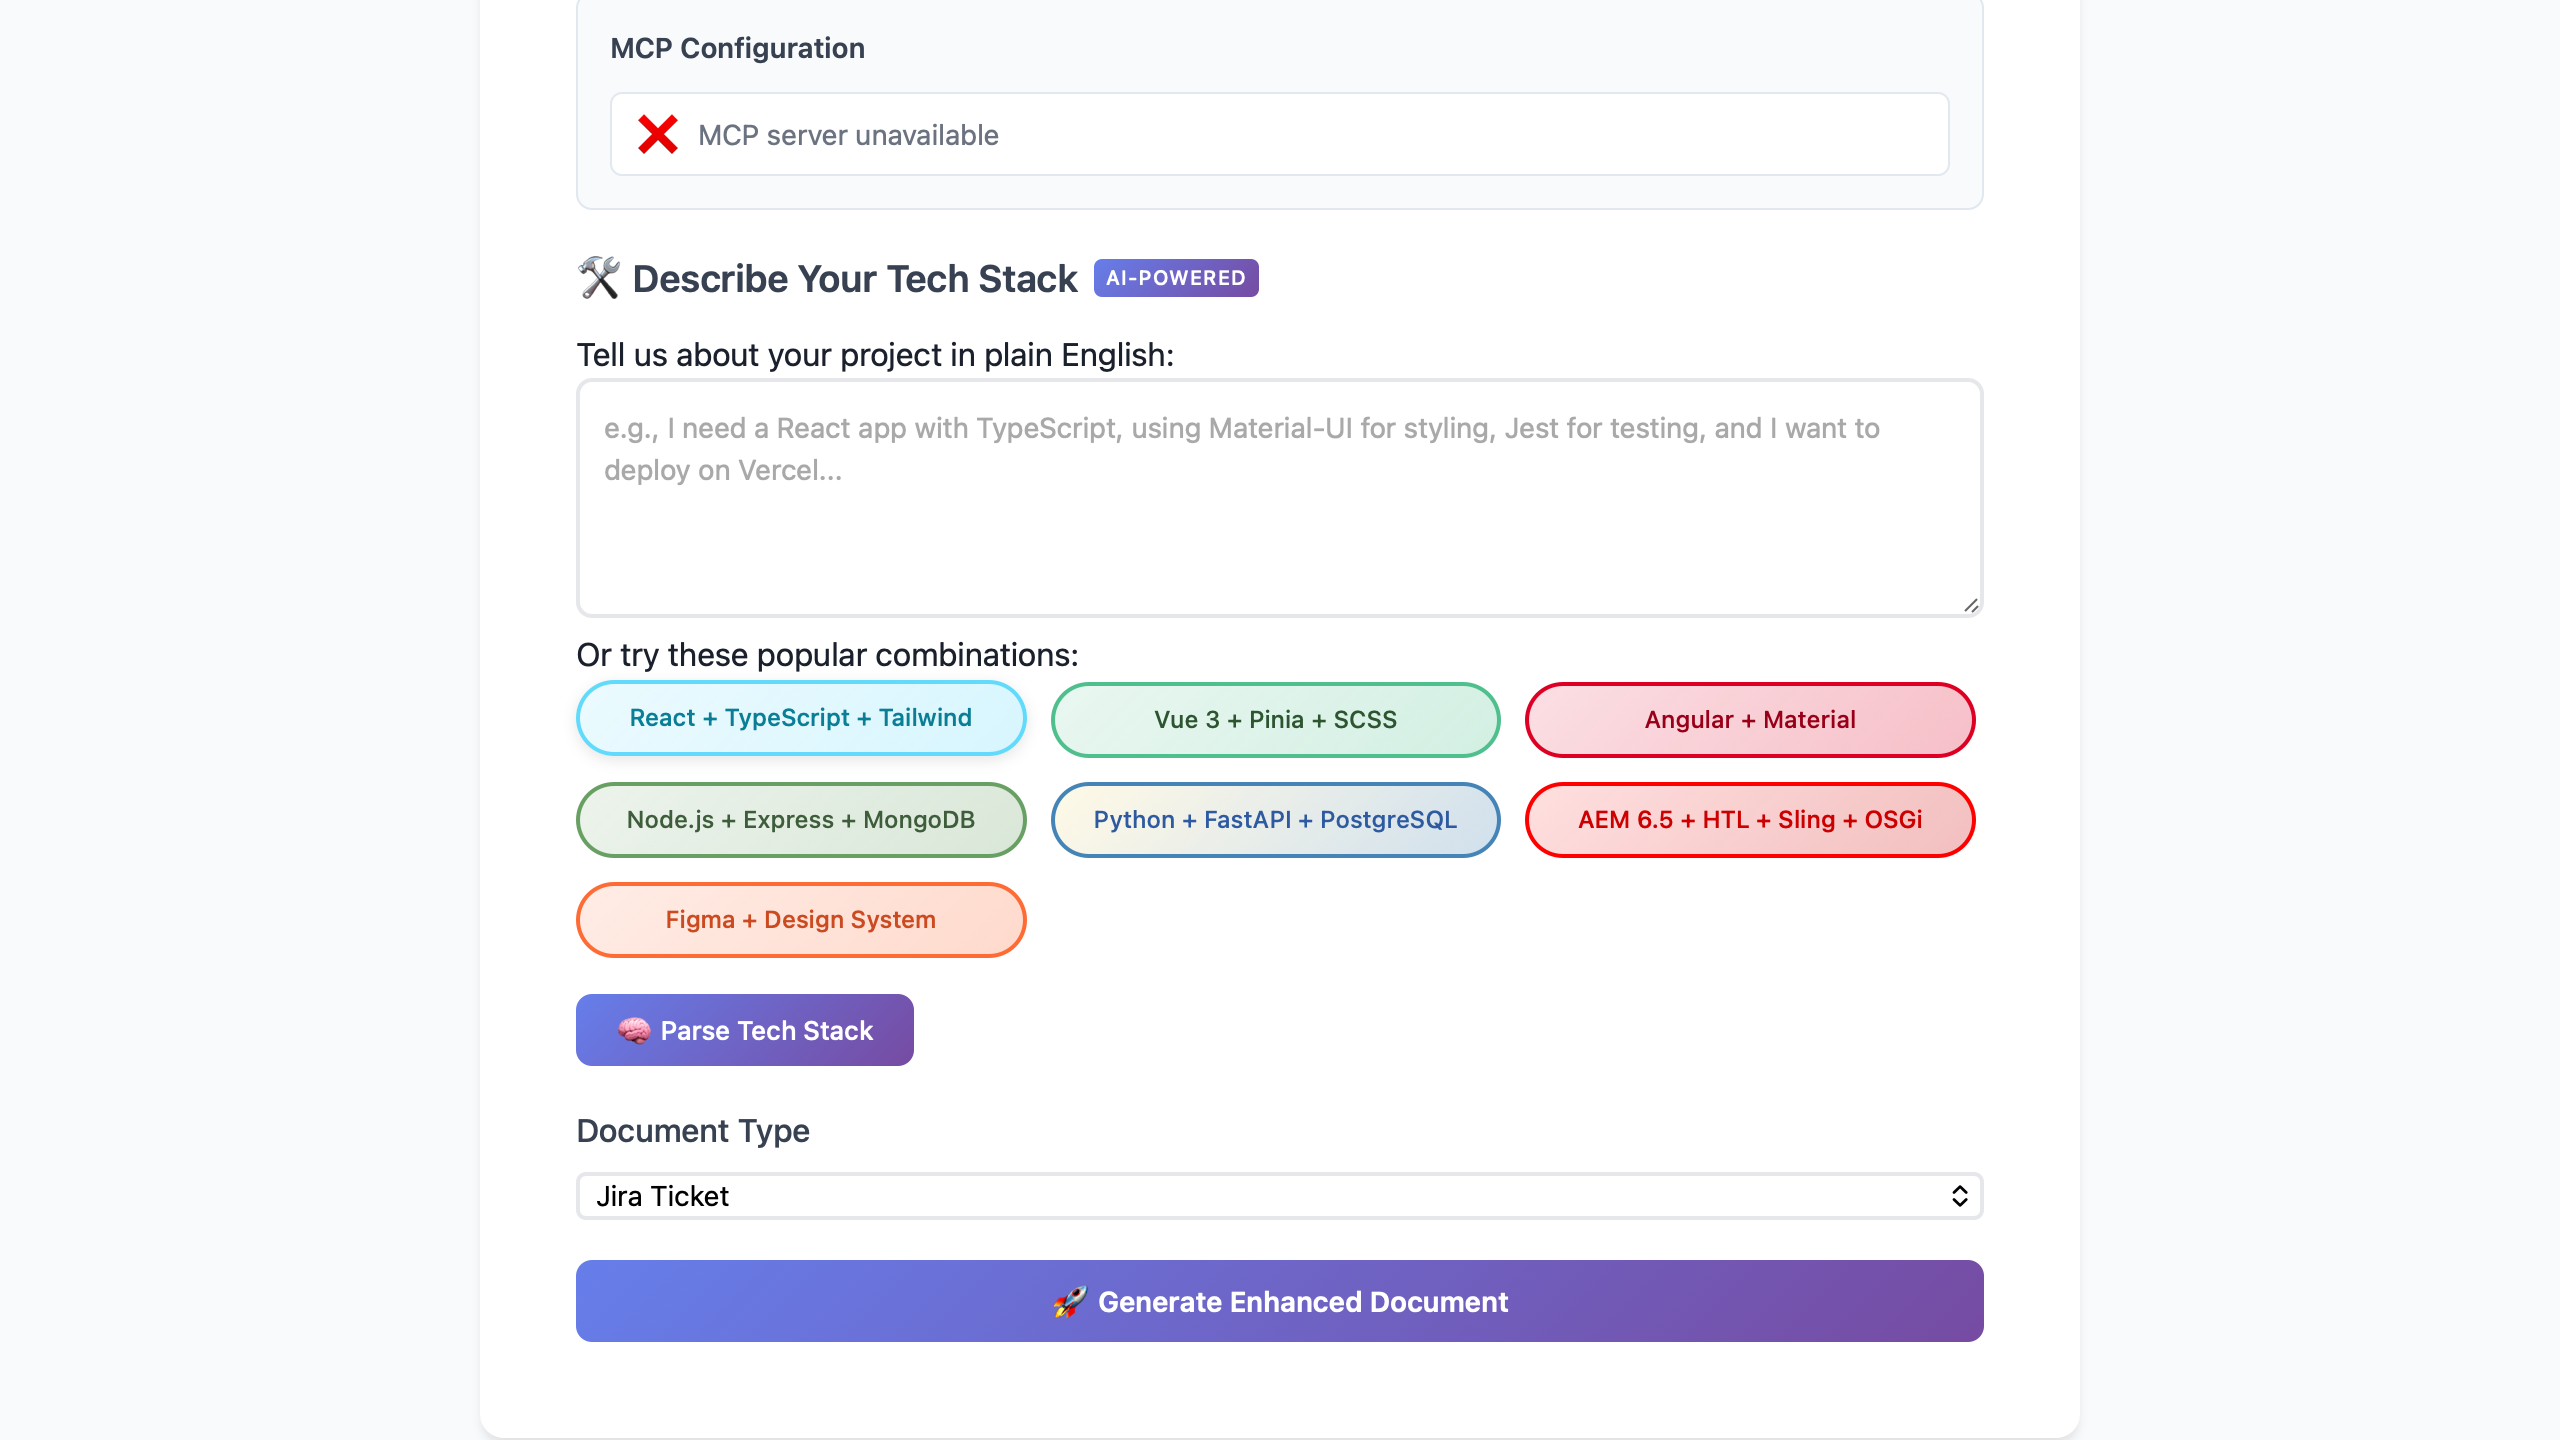 MCP Configuration
MCP server unavailable
Describe Your Tech Stack AI-POWERED
Tell us about your project in plain English:
e.g., I need a React app with TypeScript, using Material-UI for styling, Jest for testing, and I want to
deploy on Vercel...
Or try these popular combinations:
React + TypeScript + Tailwind
Vue 3 + Pinia + SCSS
Angular + Material
Node.js + Express + MongoDB
Python + FastAPI + PostgreSQL
AEM 6.5 + HTL + Sling + OSGi
Figma + Design System
Parse Tech Stack
Document Type
Jira Ticket
Generate Enhanced Document